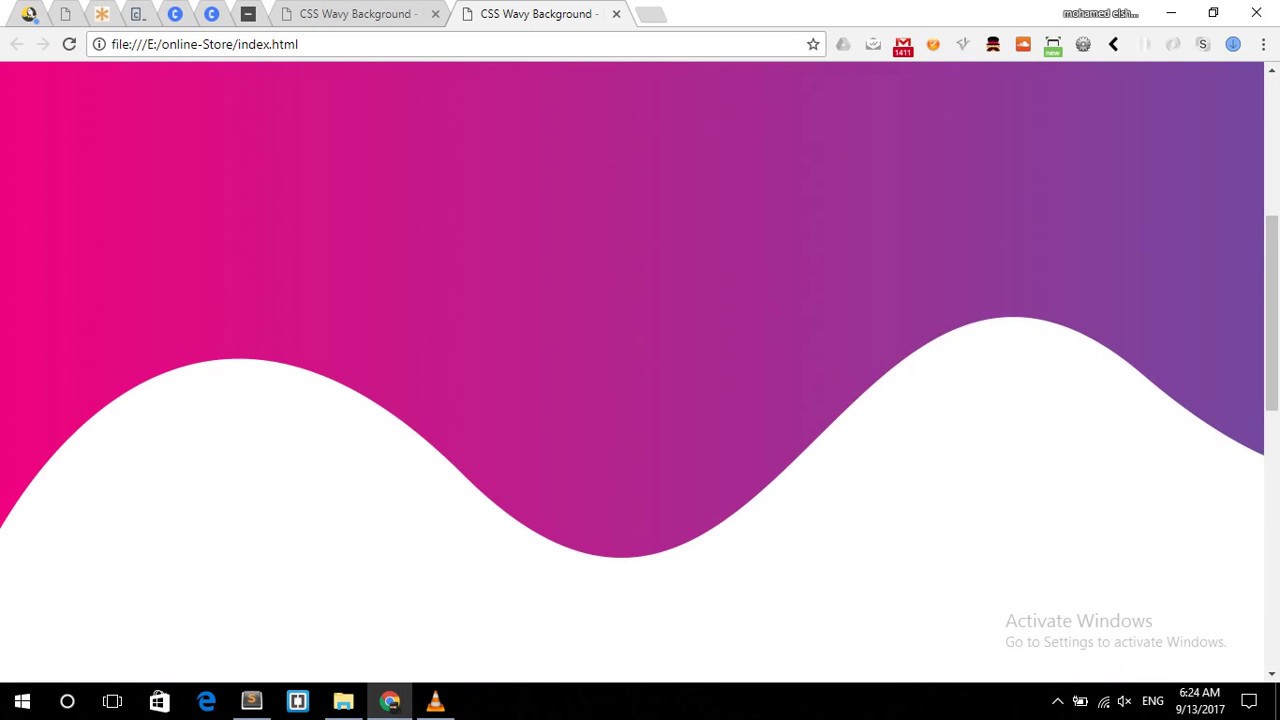 CSS Wavy Background -
CSS Wavy Background -
mohamed elsh...
file:///E:/online-Store/index.html
1411
new
S
Activate Windows
Go to Settings to activate Windows.
ENG
6:24 AM
9/13/2017